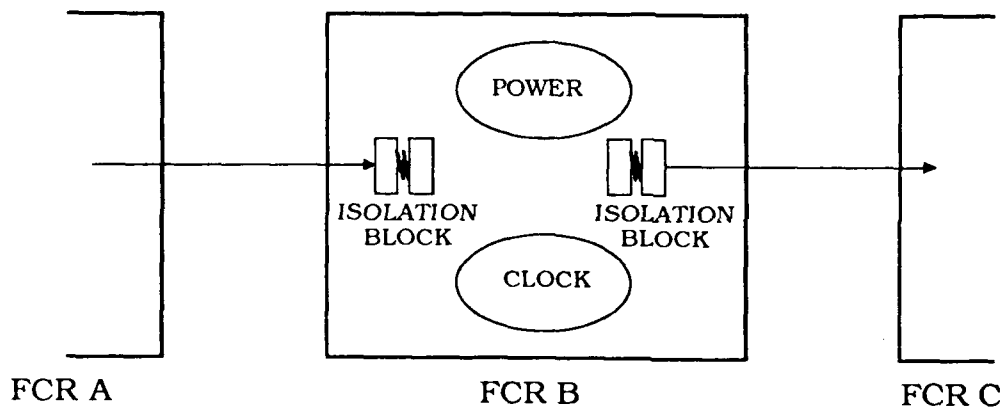 POWER
ISOLATION
BLOCK
ISOLATION
BLOCK
CLOCK
FCR A
FCR B
FCR C